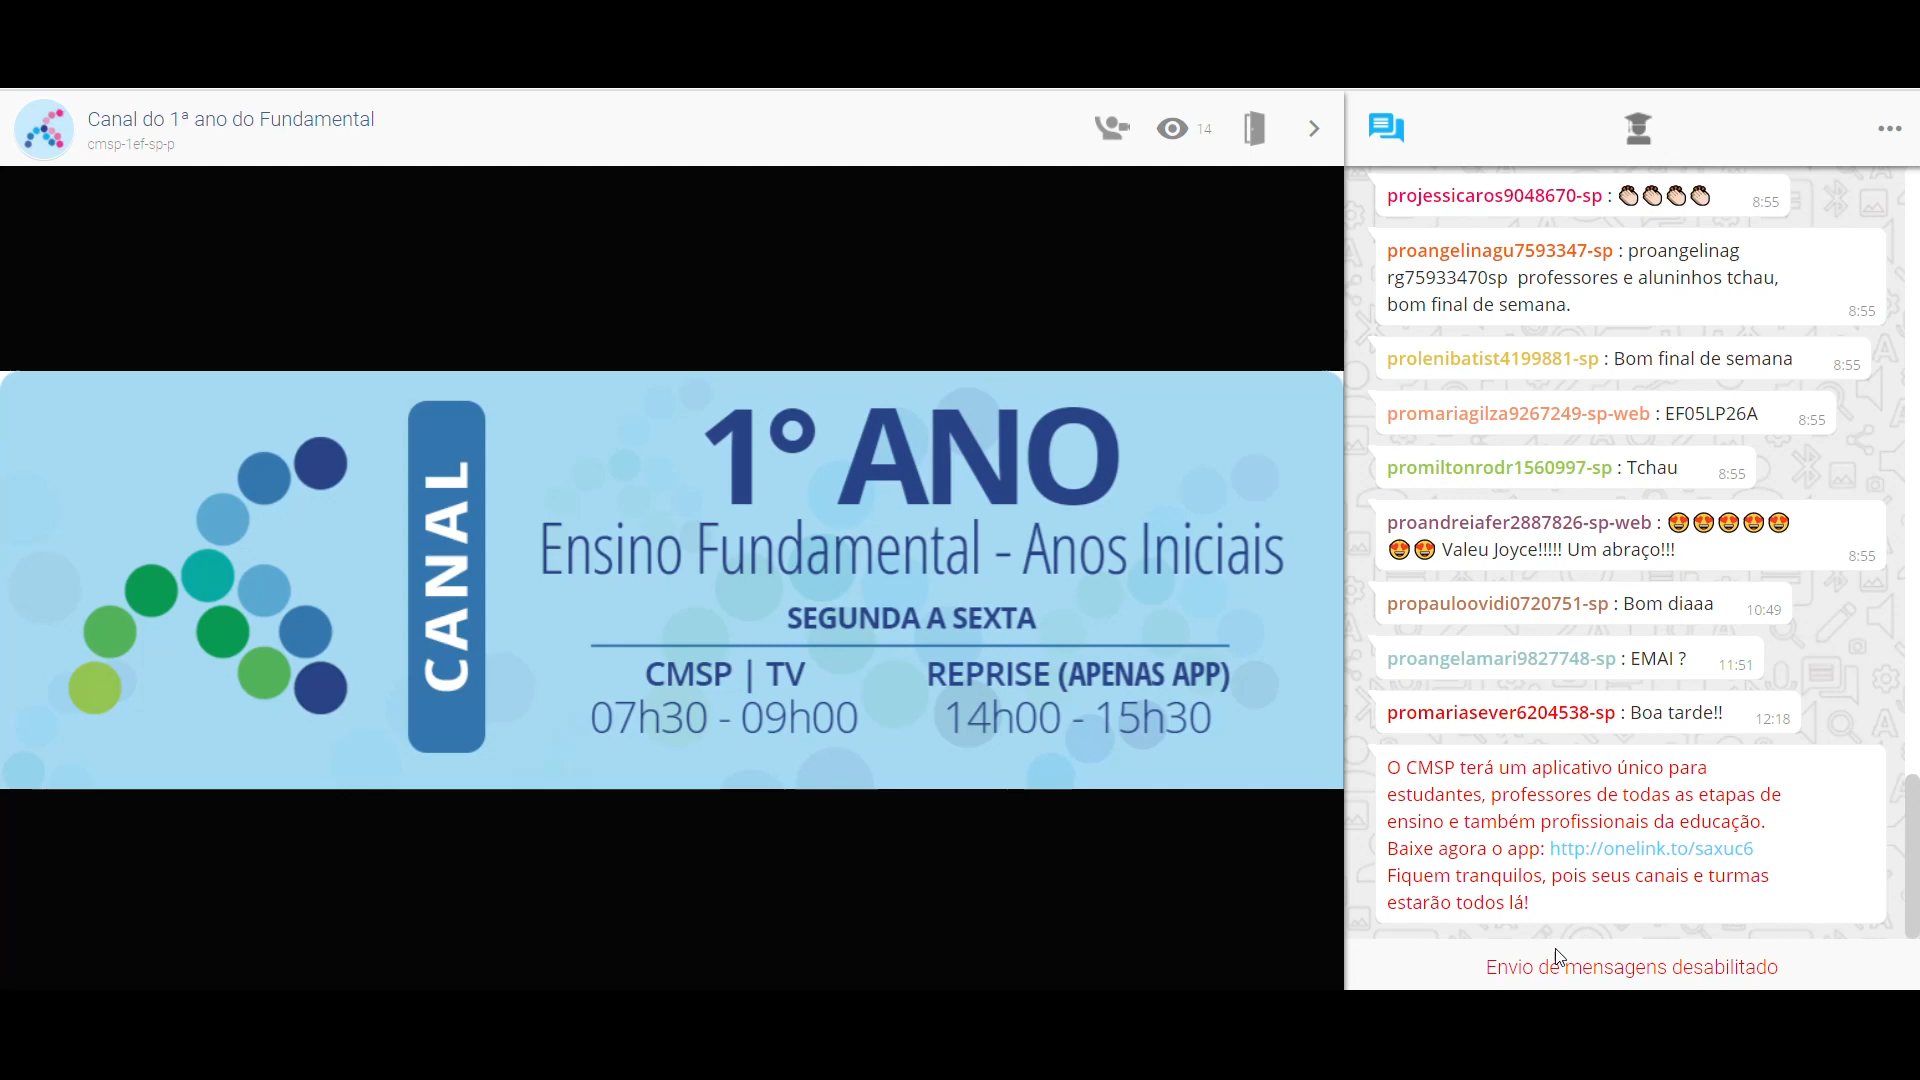 Canal do 1ª ano do Fundamental
cmsp-1ef-sp-p
14
CANAL
1° ANO
Ensino Fundamental - Anos Iniciais
SEGUNDA A SEXTA
CMSP | TV
07h30 - 09h00
REPRISE (APENAS APP)
14h00 - 15h30
projessicaros9048670-sp : 👏👏👏👏 8:55
proangelinagu7593347-sp : proangelinag
rg75933470sp professores e aluninhos tchau,
bom final de semana. 8:55
prolenibatist4199881-sp : Bom final de semana 8:55
promariagilza9267249-sp-web : EF05LP26A 8:55
promiltonrodr1560997-sp : Tchau 8:55
proandreiafer2887826-sp-web : 😍😍😍😍😍
😍😍 Valeu Joyce!!!!! Um abraço!!! 8:55
propauloovidi0720751-sp : Bom diaaa 10:49
proangelamari9827748-sp : EMAI ? 11:51
promariasever6204538-sp : Boa tarde!! 12:18
O CMSP terá um aplicativo único para
estudantes, professores de todas as etapas de
ensino e também profissionais da educação.
Baixe agora o app: http://onelink.to/saxuc6
Fiquem tranquilos, pois seus canais e turmas
estarão todos lá!
Envio de mensagens desabilitado